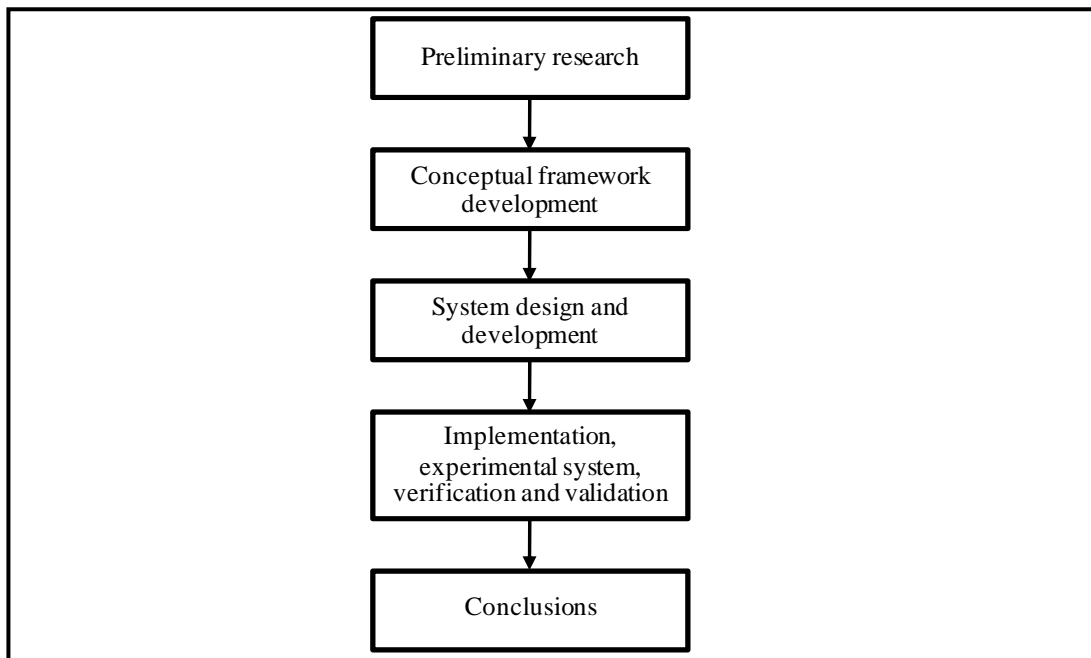 Preliminary research
Conceptual framework
development
System design and
development
Implementation,
experimental system,
verification and validation
Conclusions